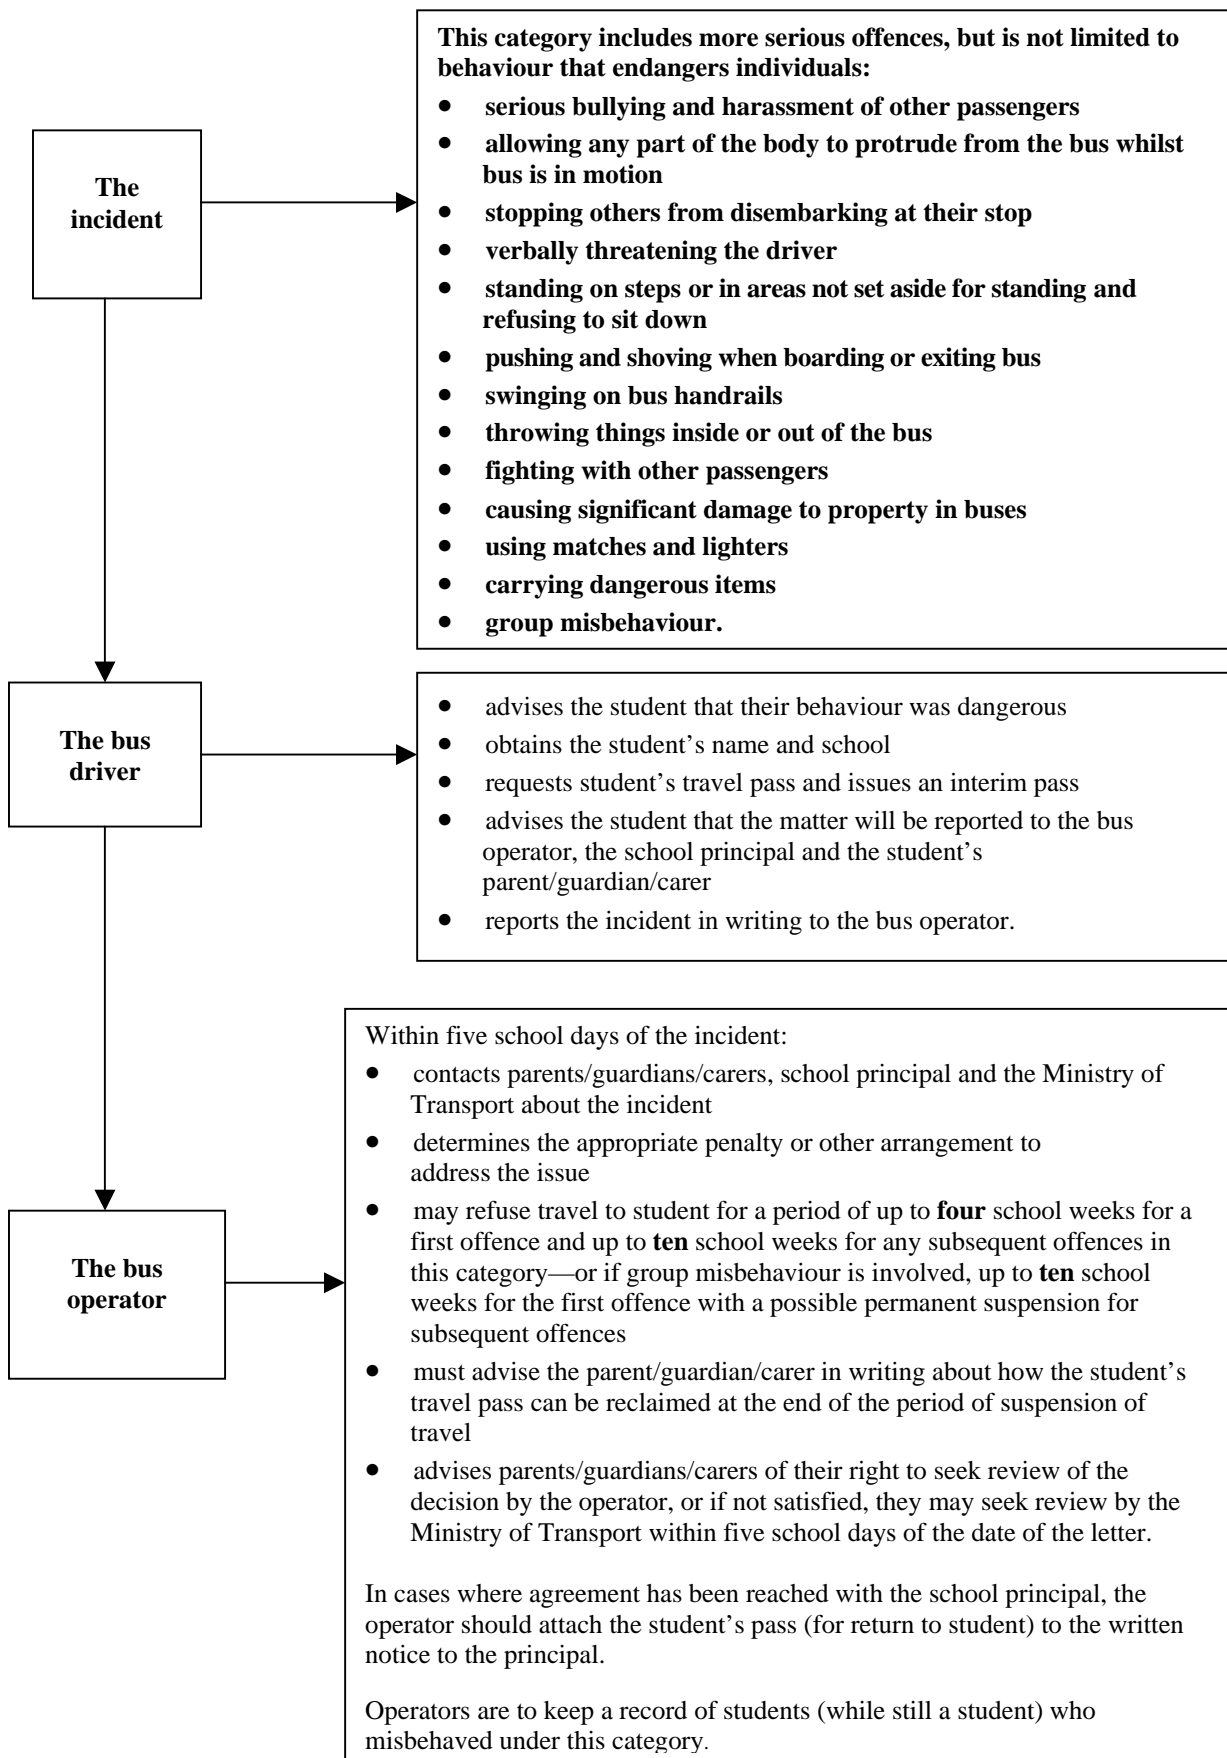 This category includes more serious offences, but is not limited to
behaviour that endangers individuals:
● serious bullying and harassment of other passengers
● allowing any part of the body to protrude from the bus whilst
bus is in motion
● stopping others from disembarking at their stop
● verbally threatening the driver
● standing on steps or in areas not set aside for standing and
refusing to sit down
● pushing and shoving when boarding or exiting bus
● swinging on bus handrails
● throwing things inside or out of the bus
● fighting with other passengers
● causing significant damage to property in buses
● using matches and lighters
● carrying dangerous items
● group misbehaviour.
The
incident
● advises the student that their behaviour was dangerous
● obtains the student’s name and school
● requests student’s travel pass and issues an interim pass
● advises the student that the matter will be reported to the bus
operator, the school principal and the student’s
parent/guardian/carer
● reports the incident in writing to the bus operator.
The bus
driver
Within five school days of the incident:
● contacts parents/guardians/carers, school principal and the Ministry of
Transport about the incident
● determines the appropriate penalty or other arrangement to
address the issue
● may refuse travel to student for a period of up to four school weeks for a
first offence and up to ten school weeks for any subsequent offences in
this category—or if group misbehaviour is involved, up to ten school
weeks for the first offence with a possible permanent suspension for
subsequent offences
● must advise the parent/guardian/carer in writing about how the student’s
travel pass can be reclaimed at the end of the period of suspension of
travel
● advises parents/guardians/carers of their right to seek review of the
decision by the operator, or if not satisfied, they may seek review by the
Ministry of Transport within five school days of the date of the letter.
In cases where agreement has been reached with the school principal, the
operator should attach the student’s pass (for return to student) to the written
notice to the principal.
Operators are to keep a record of students (while still a student) who
misbehaved under this category.
The bus
operator